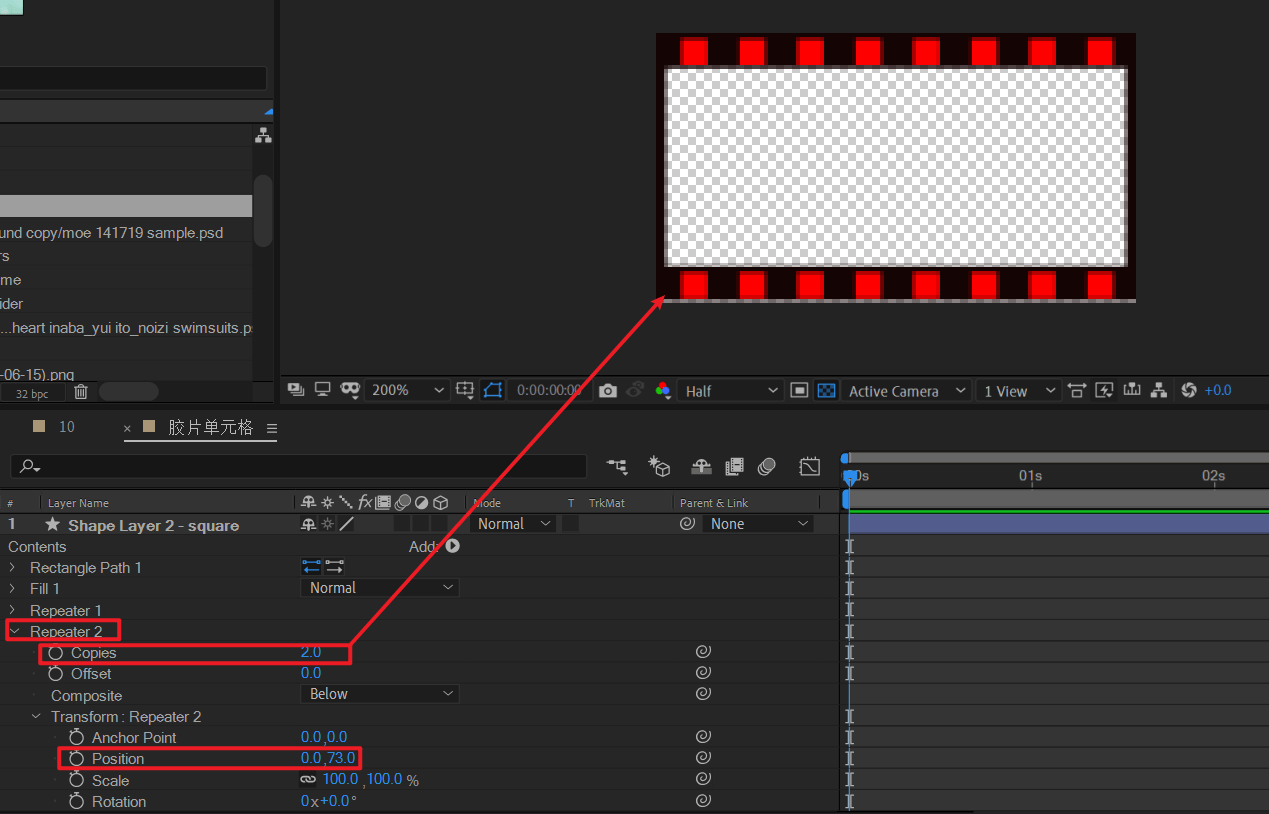 und copy/moe 141719 sample.psd
rs
me
ider
...heart inaba_yui ito_noizi swimsuits.p
-06-15).png
32 bpc
200%
0:00:00:00
Half
Active Camera
1 View
+0.0
10
× 胶片单元格
01s
02s
# Layer Name
fx
Mode
T TrkMat
Parent & Link
1 Shape Layer 2 - square
Normal
None
Contents
Add:
Rectangle Path 1
Fill 1
Normal
Repeater 1
Repeater 2
Copies 2.0
Offset 0.0
Composite Below
Transform : Repeater 2
Anchor Point 0.0,0.0
Position 0.0,73.0
Scale 100.0,100.0 %
Rotation 0x+0.0°